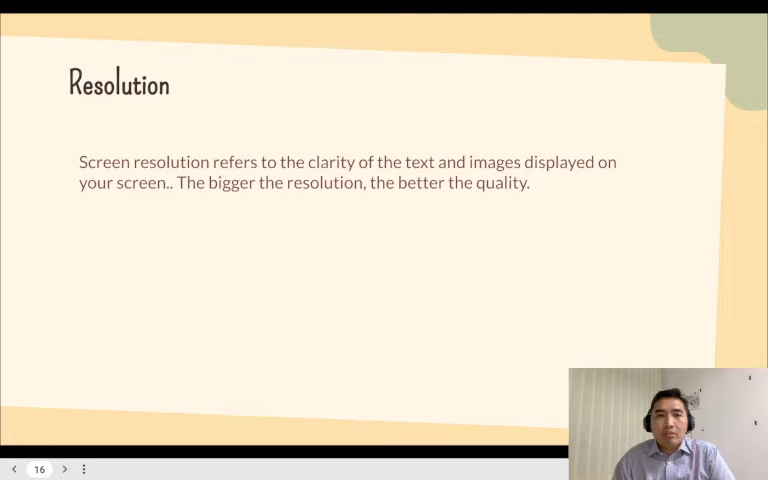 Resolution
Screen resolution refers to the clarity of the text and images displayed on
your screen.. The bigger the resolution, the better the quality.
16